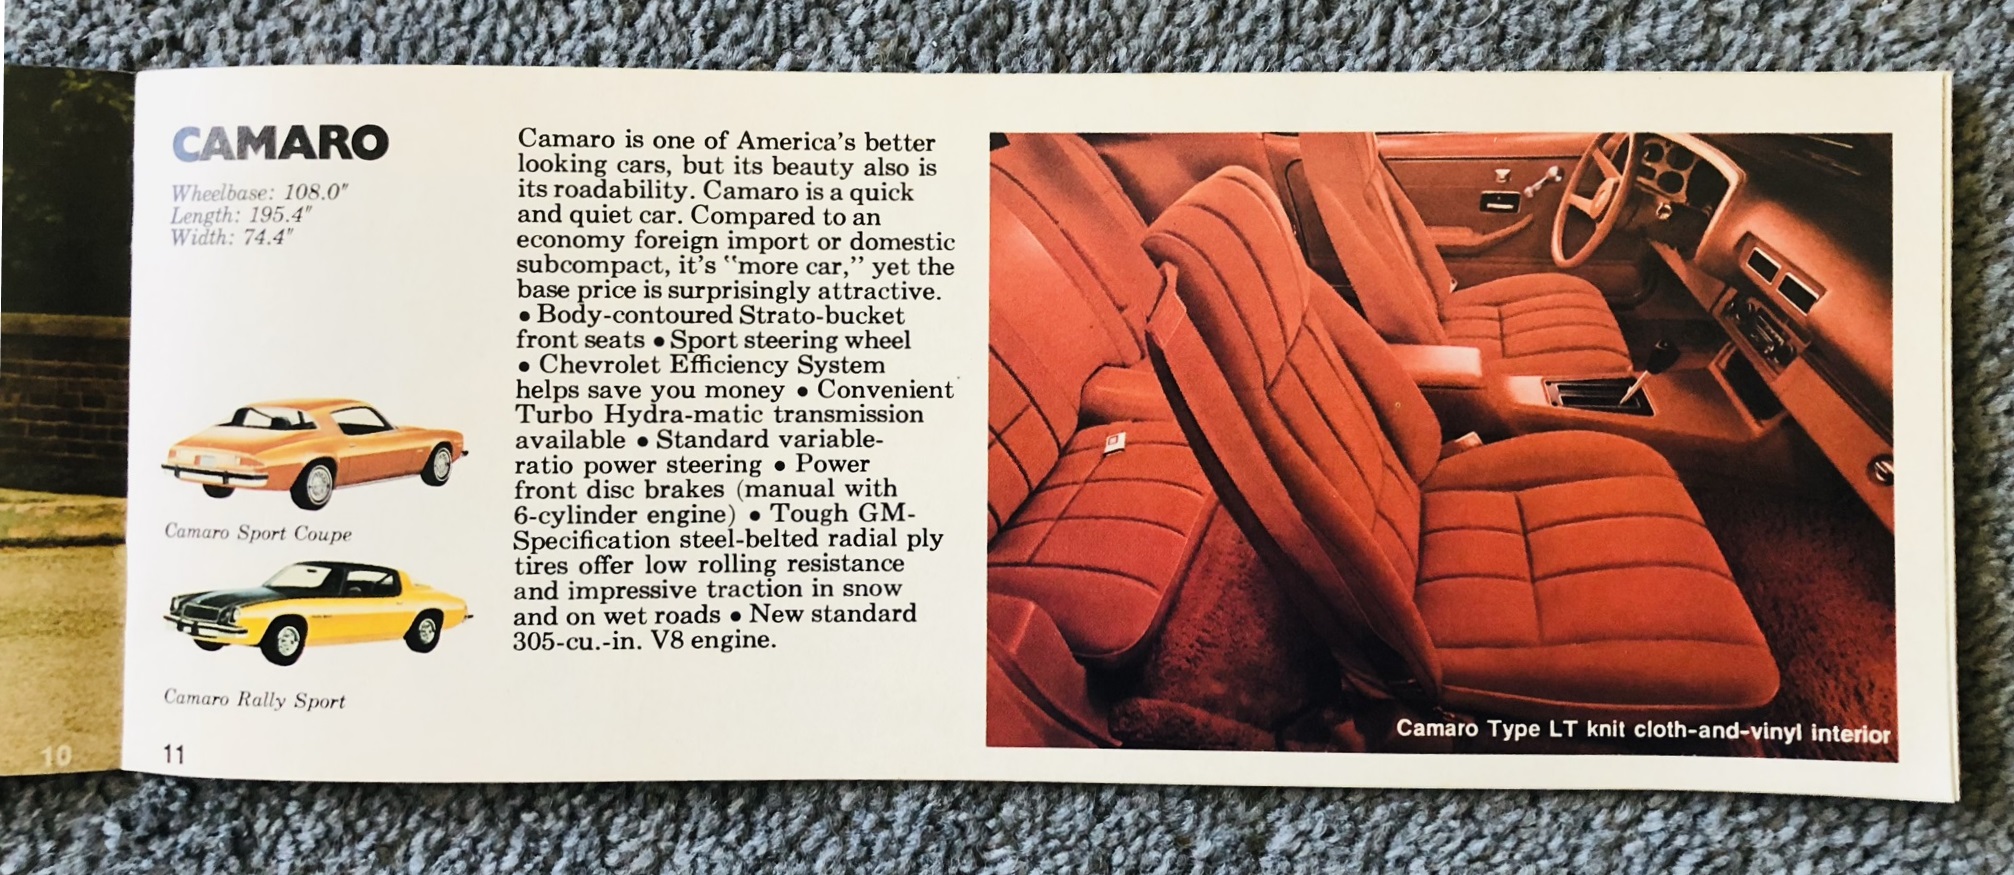 CAMARO
Wheelbase: 108.0"
Length: 195.4"
Width: 74.4"
Camaro Sport Coupe
Camaro Rally Sport
10
11
Camaro is one of America's better
looking cars, but its beauty also is
its roadability. Camaro is a quick
and quiet car. Compared to an
economy foreign import or domestic
subcompact, it's "more car," yet the
base price is surprisingly attractive.
• Body-contoured Strato-bucket
front seats • Sport steering wheel
• Chevrolet Efficiency System
helps save you money • Convenient
Turbo Hydra-matic transmission
available • Standard variable-
ratio power steering • Power
front disc brakes (manual with
6-cylinder engine) • Tough GM-
Specification steel-belted radial ply
tires offer low rolling resistance
and impressive traction in snow
and on wet roads • New standard
305-cu.-in. V8 engine.
Camaro Type LT knit cloth-and-vinyl interior